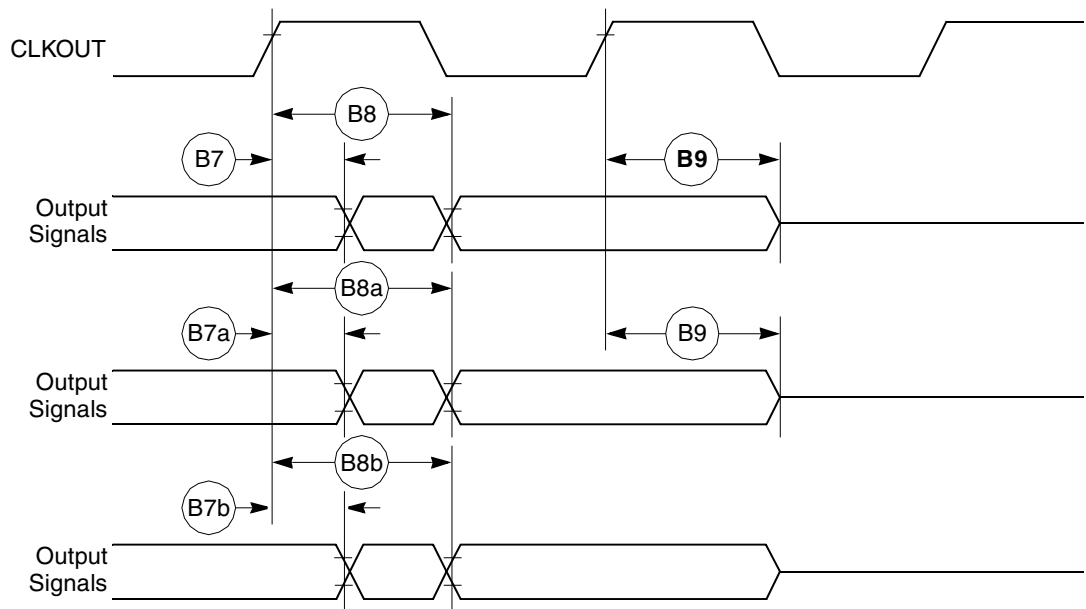 CLKOUT
B8
B7
B9
Output
Signals
B8a
B7a
B9
Output
Signals
B8b
B7b
Output
Signals